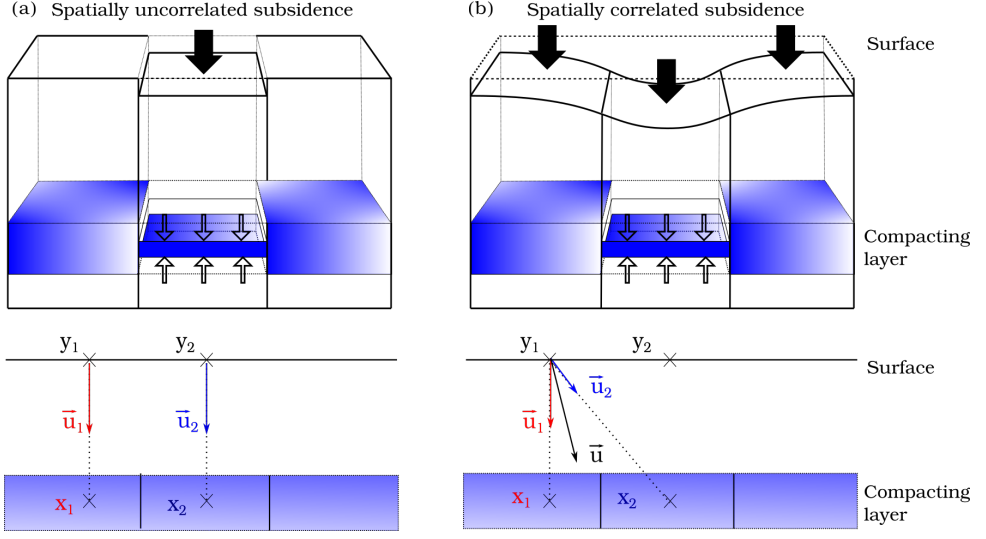 (a) Spatially uncorrelated subsidence
(b) Spatially correlated subsidence
Surface
Compacting
layer
y1 y2
y1 y2
Surface
u1 u2
u1 u2
u
x1 x2
x1 x2
Compacting
layer